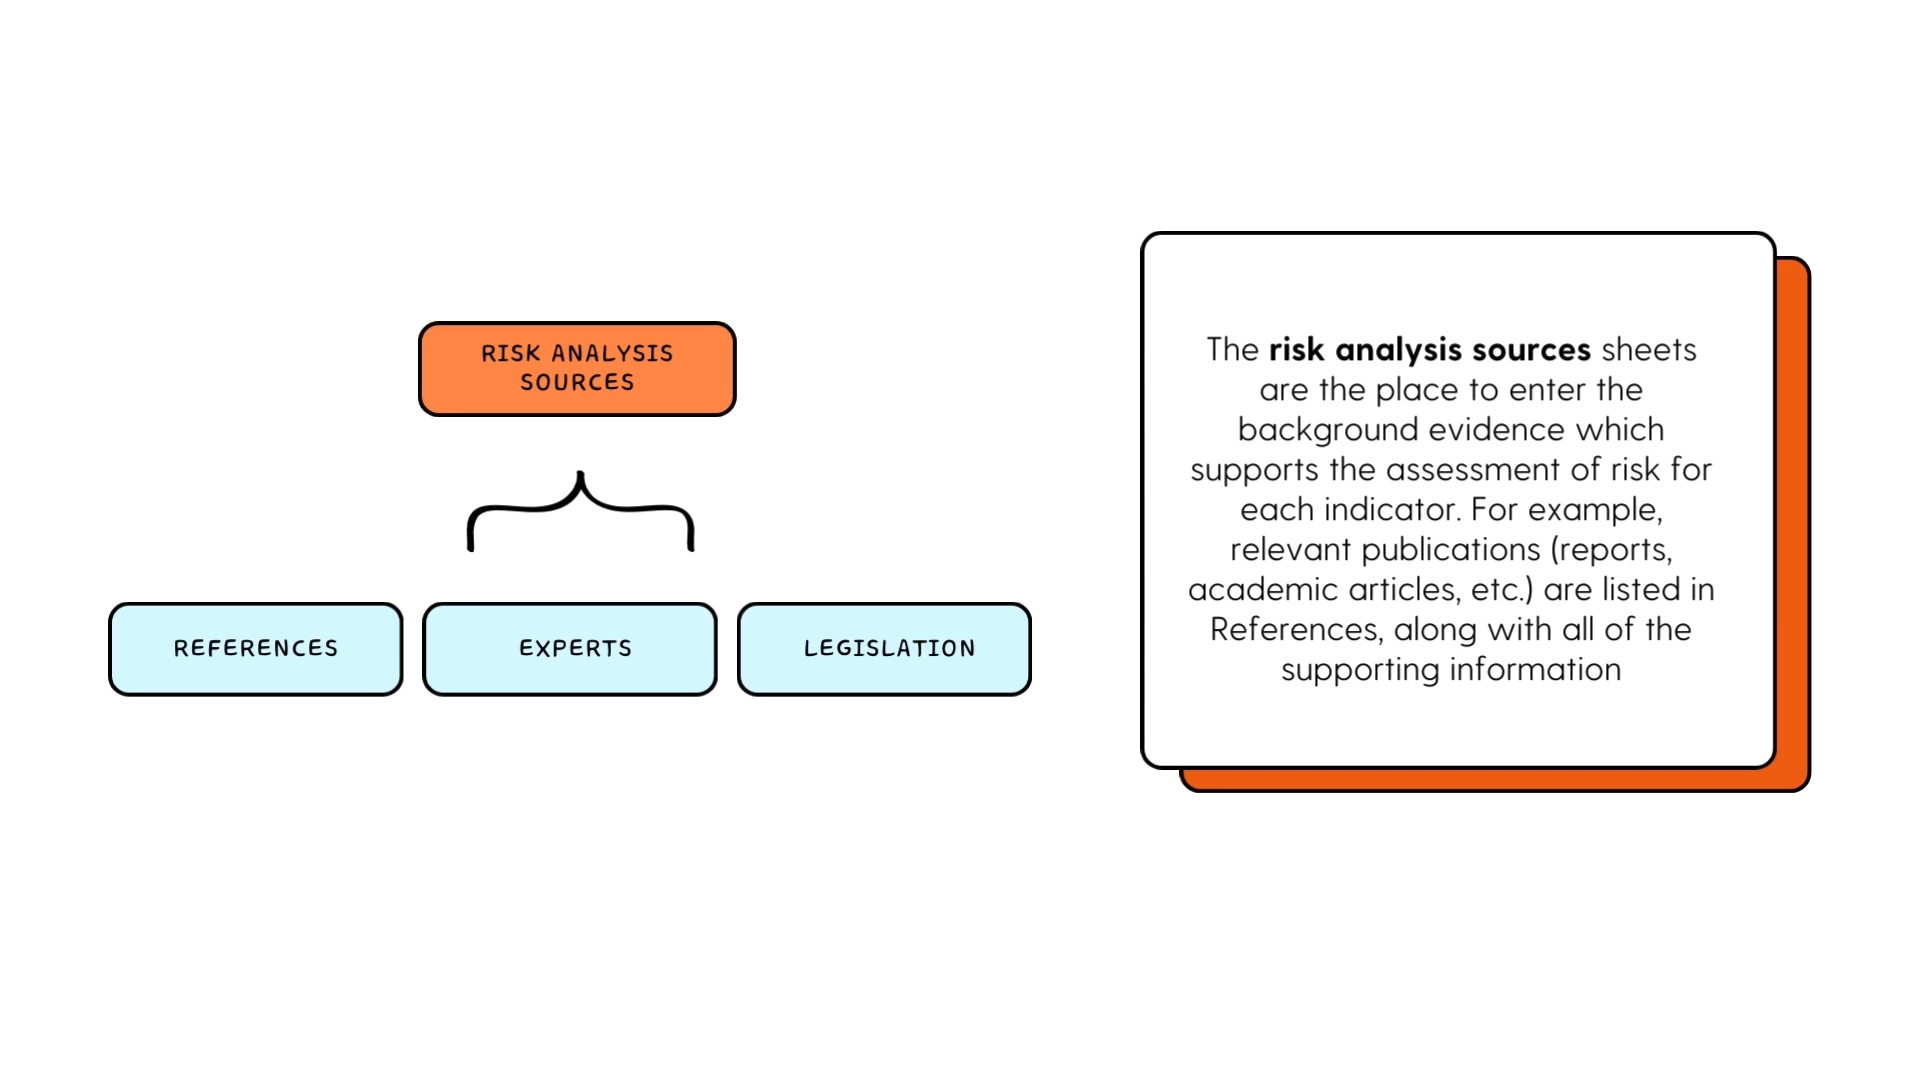 RISK ANALYSIS
SOURCES
REFERENCES
EXPERTS
LEGISLATION
The risk analysis sources sheets
are the place to enter the
background evidence which
supports the assessment of risk for
each indicator. For example,
relevant publications (reports,
academic articles, etc.) are listed in
References, along with all of the
supporting information